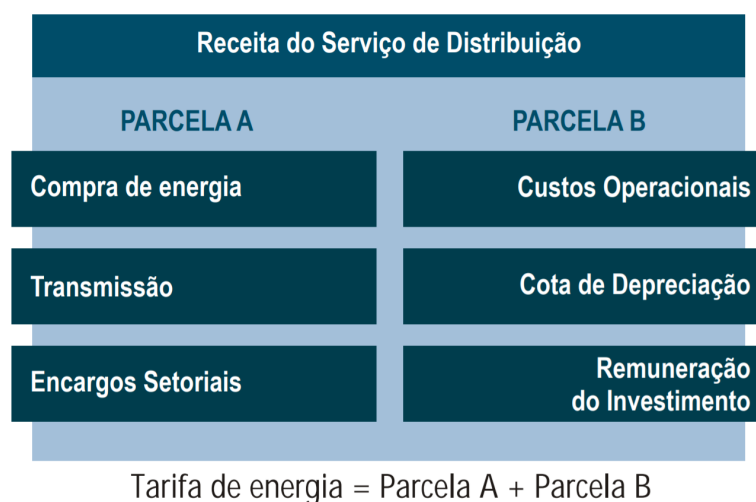 Receita do Serviço de Distribuição
PARCELA A
PARCELA B
Compra de energia
Custos Operacionais
Transmissão
Cota de Depreciação
Encargos Setoriais
Remuneração
do Investimento
Tarifa de energia = Parcela A + Parcela B